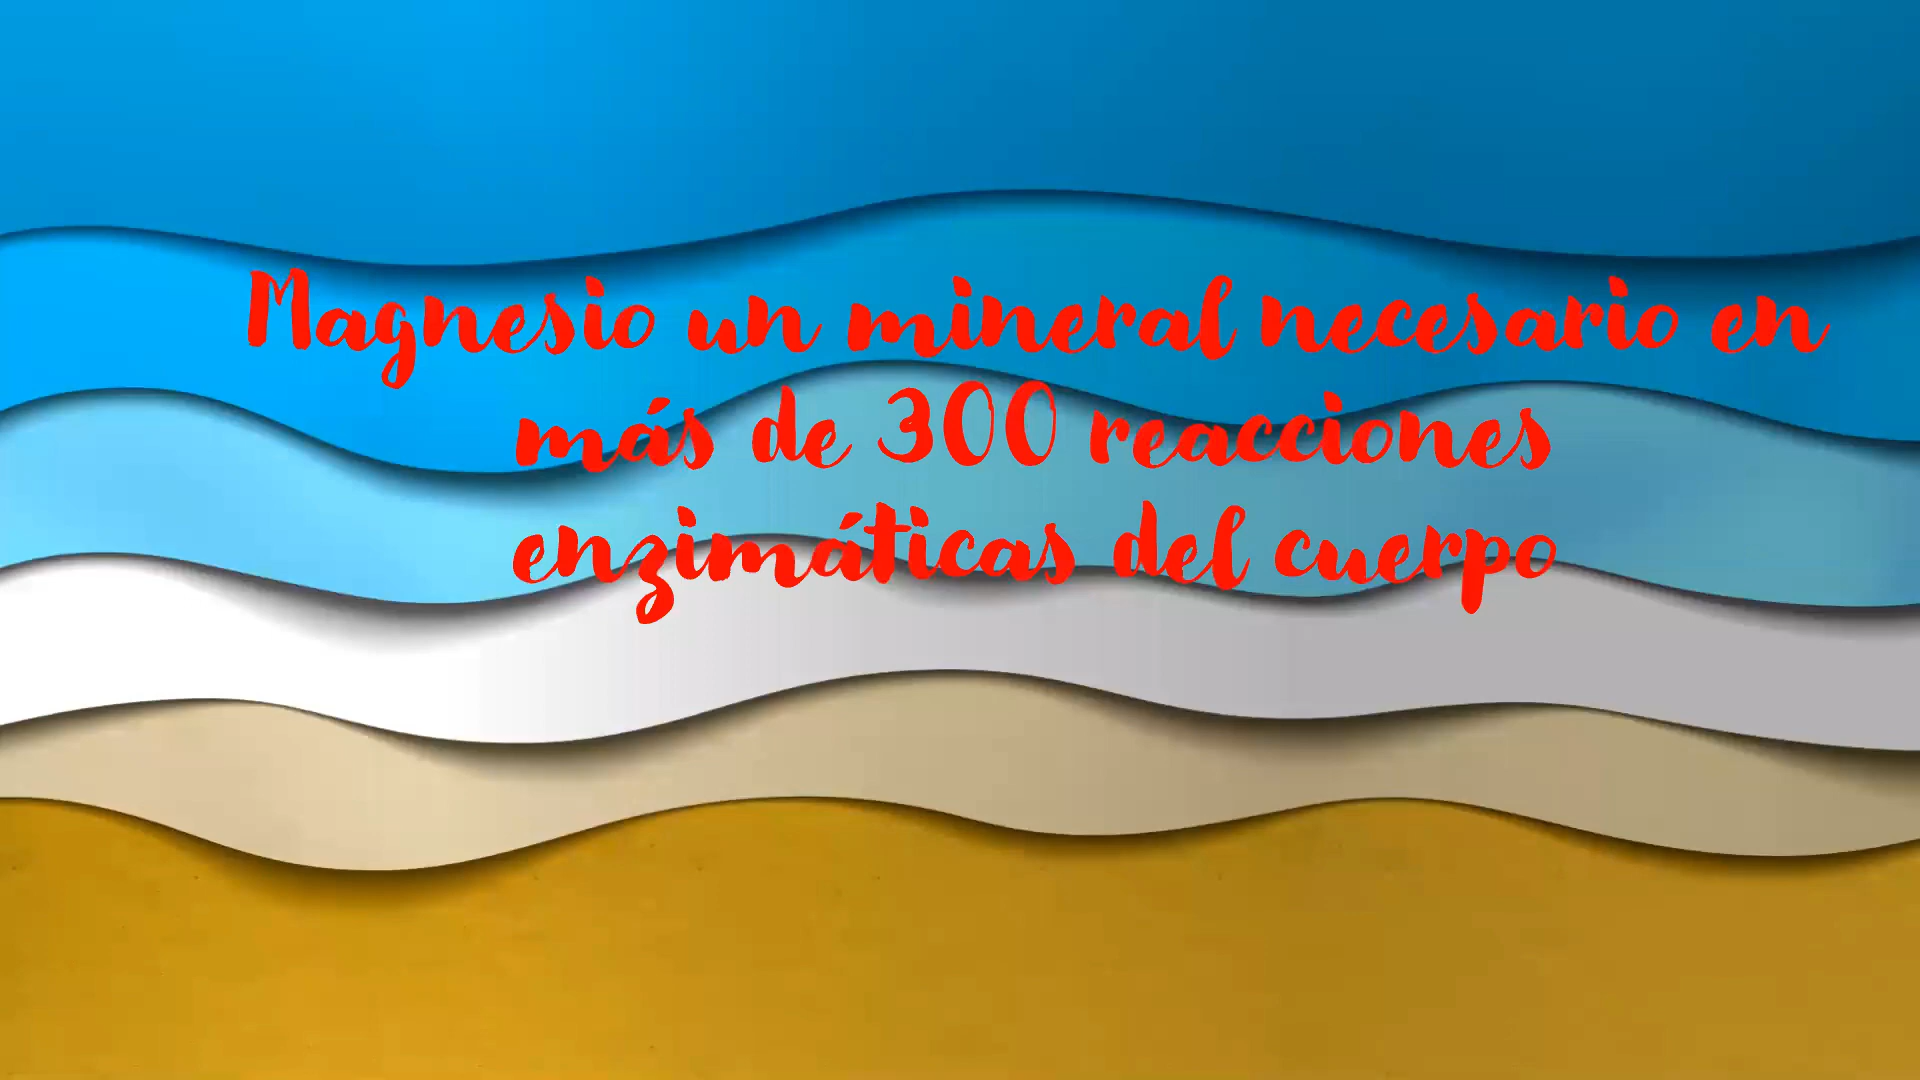 Magnesio un mineral necesario en
más de 300 reacciones
enzimáticas del cuerpo